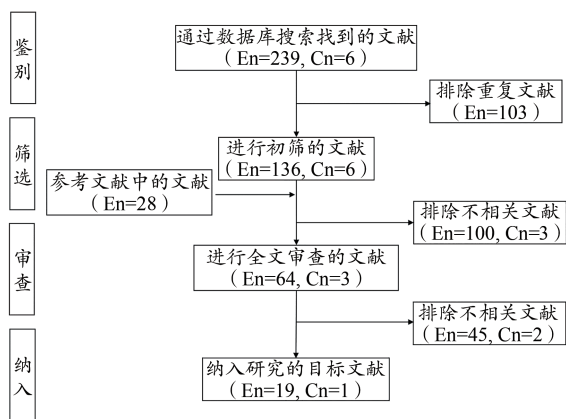 鉴别
通过数据库搜索找到的文献
(En=239, Cn=6)
排除重复文献
(En=103)
筛选
进行初筛的文献
(En=136, Cn=6)
参考文献中的文献
(En=28)
排除不相关文献
(En=100, Cn=3)
审查
进行全文审查的文献
(En=64, Cn=3)
排除不相关文献
(En=45, Cn=2)
纳入
纳入研究的目标文献
(En=19, Cn=1)